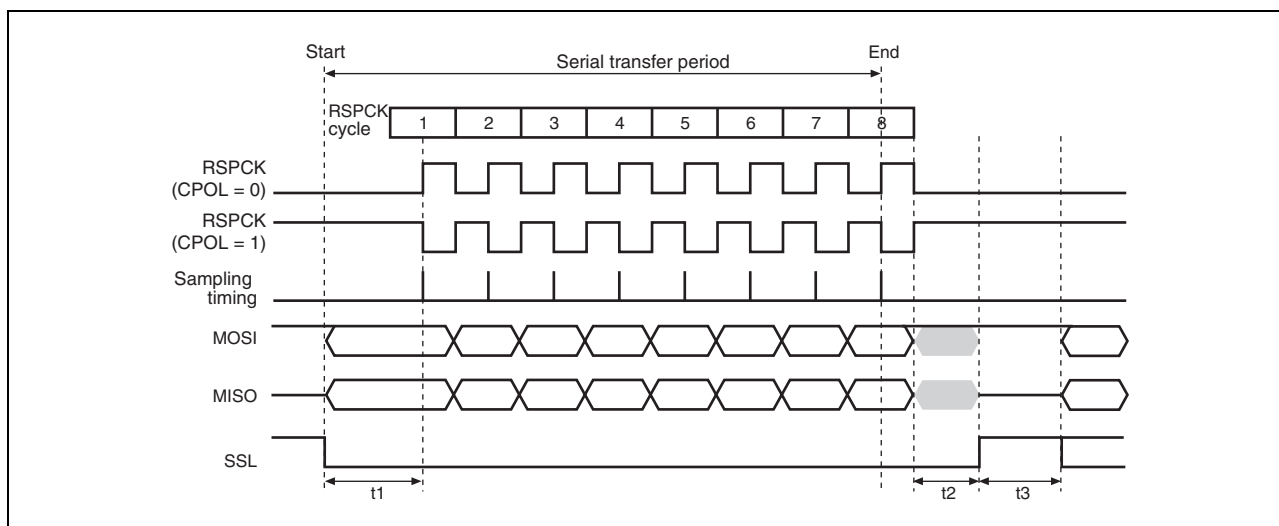 Start
End
Serial transfer period
RSPCK
cycle
1 2 3 4 5 6 7 8
RSPCK
(CPOL = 0)
RSPCK
(CPOL = 1)
Sampling
timing
MOSI
MISO
SSL
t1
t2
t3